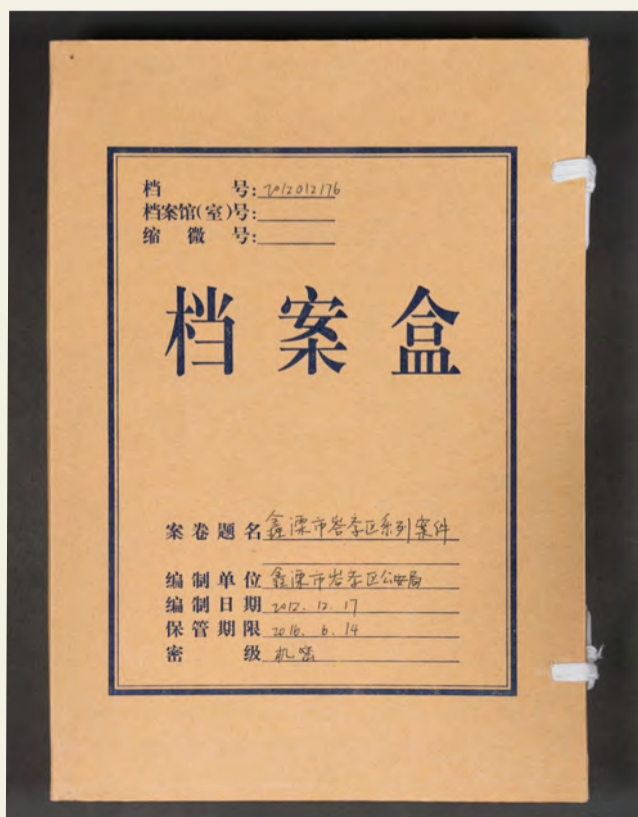 档 号: 2012012176
档案馆(室)号:
缩 微 号:
档案盒
案卷题名 鑫溧市岩李区系列案件
编制单位 鑫溧市岩李区公安局
编制日期 2012.12.17
保管期限 2016.6.14
密 级 机密